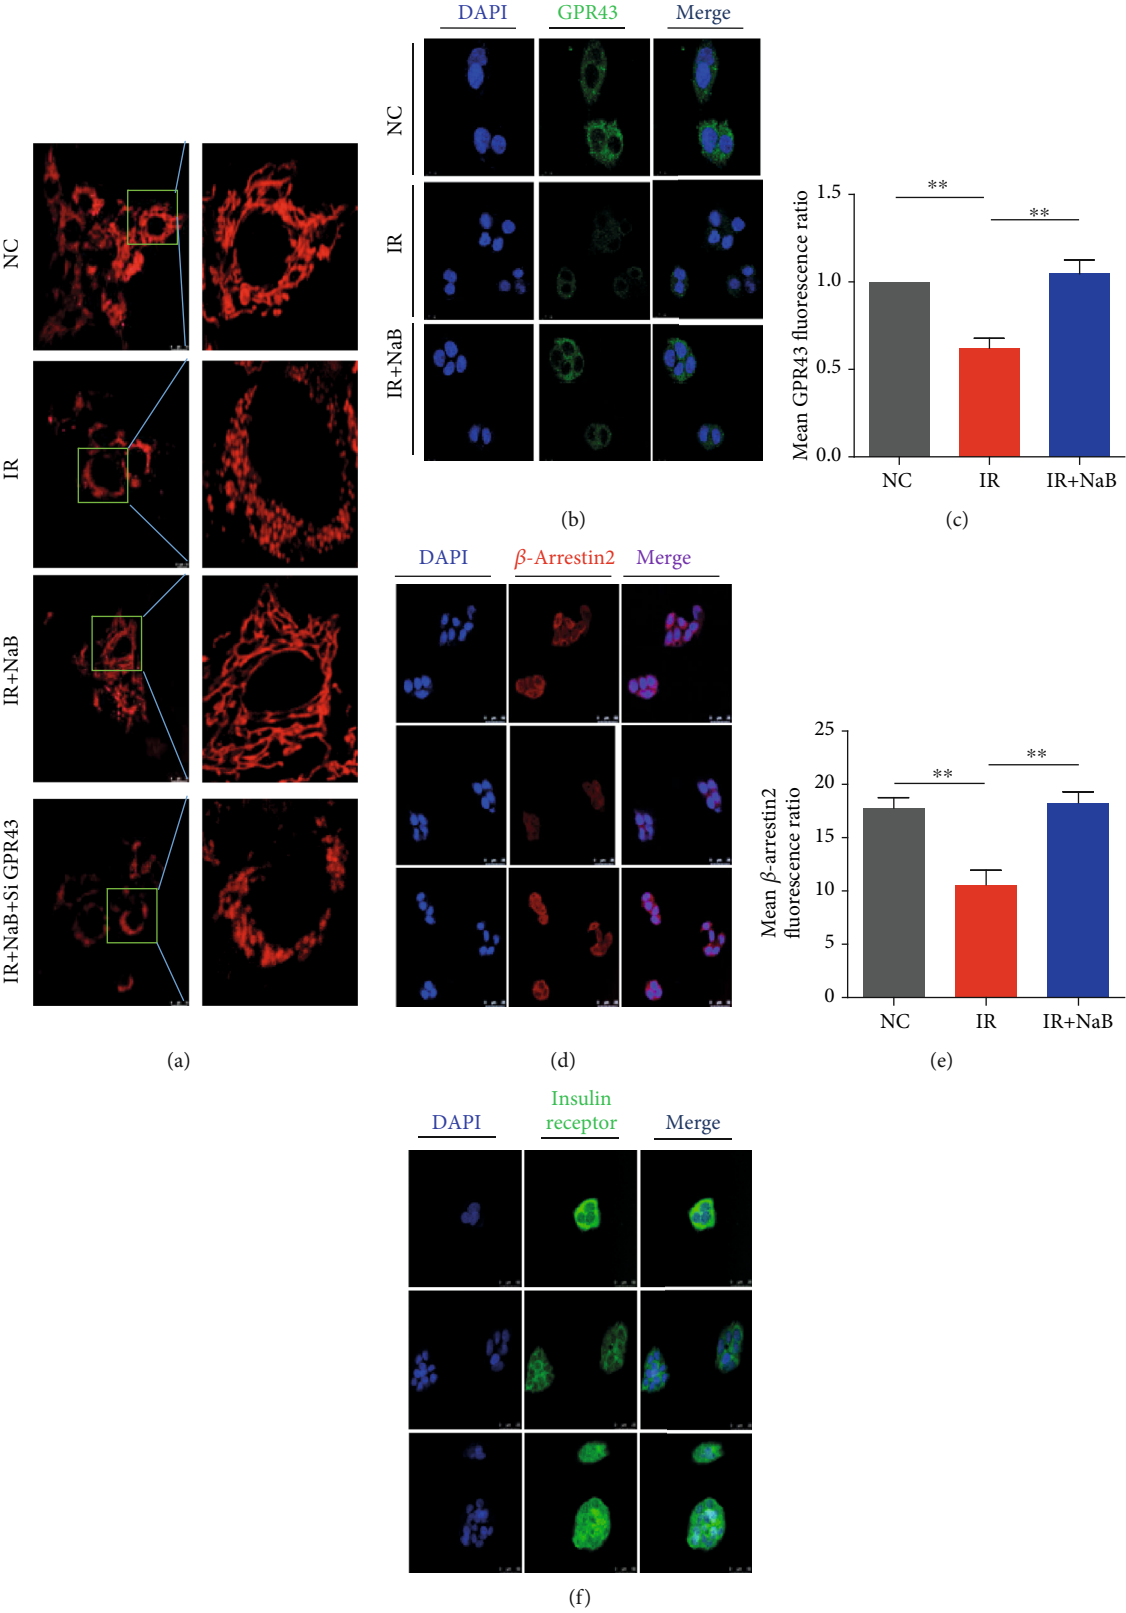 NC
IR
IR+NaB
IR+NaB+Si GPR43
(a)
DAPI GPR43 Merge
NC
IR
IR+NaB
(b)
Mean GPR43 fluorescence ratio
1.5
1.0
0.5
0.0
** **
NC IR IR+NaB
(c)
DAPI β-Arrestin2 Merge
(d)
Mean β-arrestin2
fluorescence ratio
25
20
15
10
5
0
** **
NC IR IR+NaB
(e)
DAPI Insulin
receptor Merge
(f)